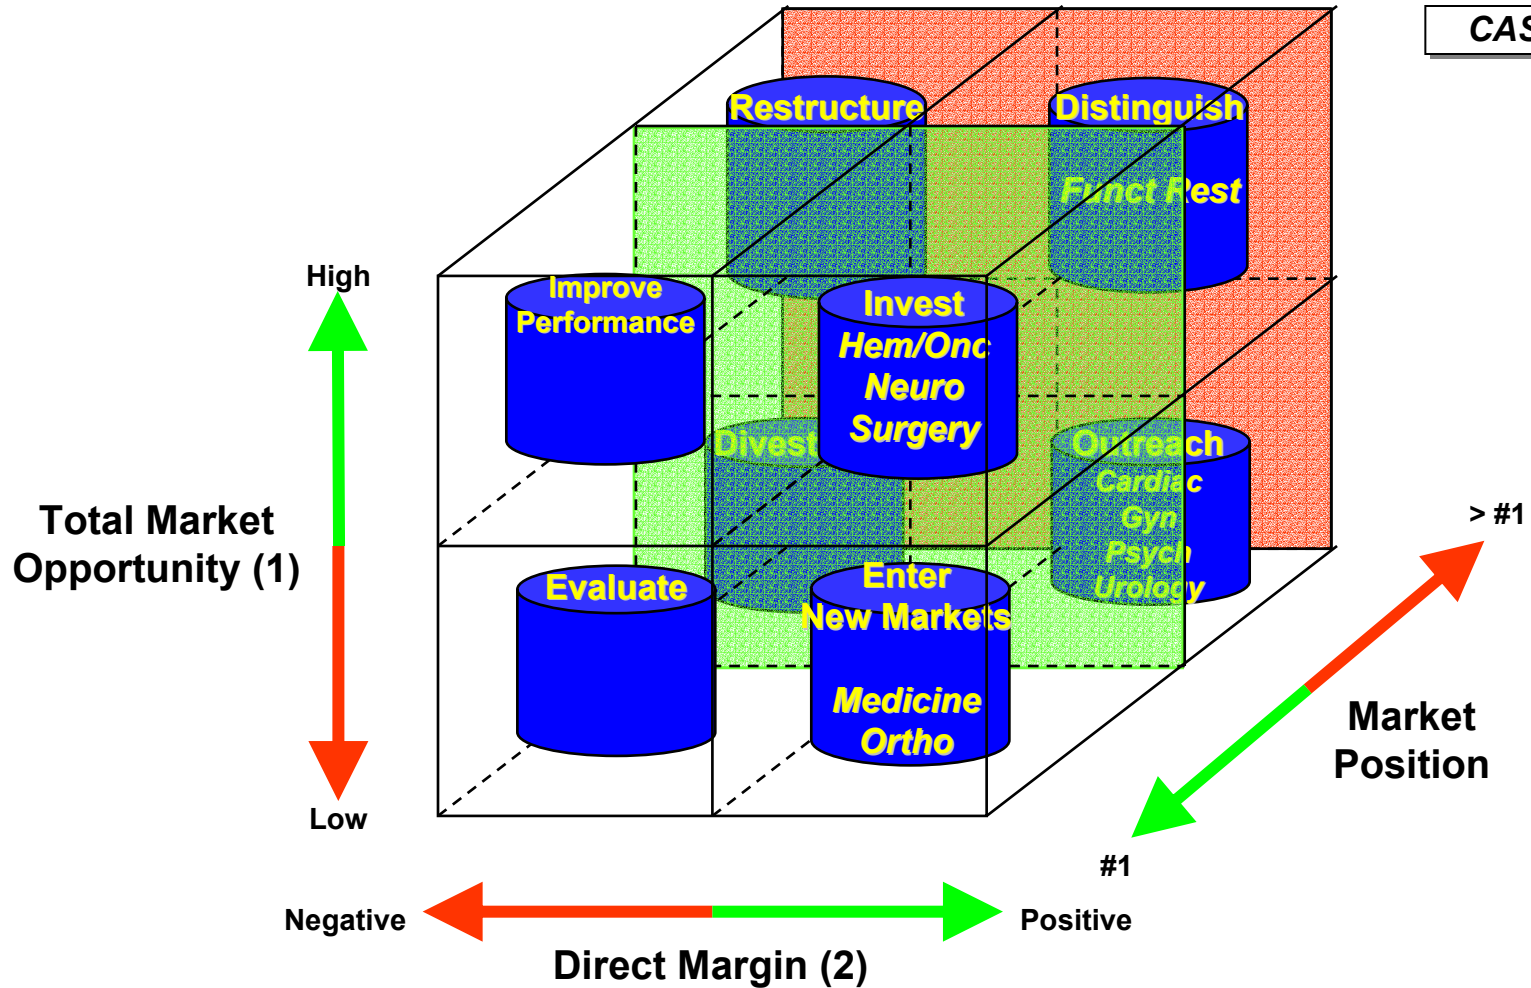 CAS
Restructure
Distinguish
Funct Rest
High
Improve
Performance
Invest
Hem/Onc
Neuro
Surgery
Divest
Outreach
Cardiac
Gyn
Psych
Urology
Total Market
Opportunity (1)
> #1
Evaluate
Enter
New Markets
Medicine
Ortho
Market
Position
Low
#1
Negative
Positive
Direct Margin (2)